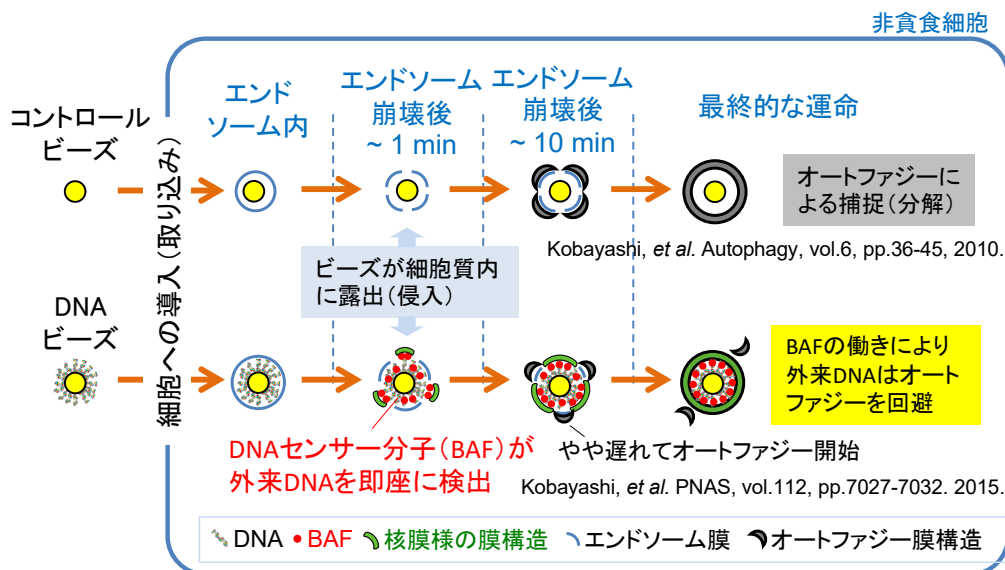 非貪食細胞
エンド
ソーム内
エンドソーム
崩壊後
~ 1 min
エンドソーム
崩壊後
~ 10 min
最終的な運命
コントロール
ビーズ
細胞への導入(取り込み)
オートファジーに
よる捕捉(分解)
Kobayashi, et al. Autophagy, vol.6, pp.36-45, 2010.
ビーズが細胞質内
に露出(侵入)
DNA
ビーズ
BAFの働きにより
外来DNAはオート
ファジーを回避
DNAセンサー分子(BAF)が
外来DNAを即座に検出
やや遅れてオートファジー開始
Kobayashi, et al. PNAS, vol.112, pp.7027-7032. 2015.
DNA BAF 核膜様の膜構造 エンドソーム膜 オートファジー膜構造